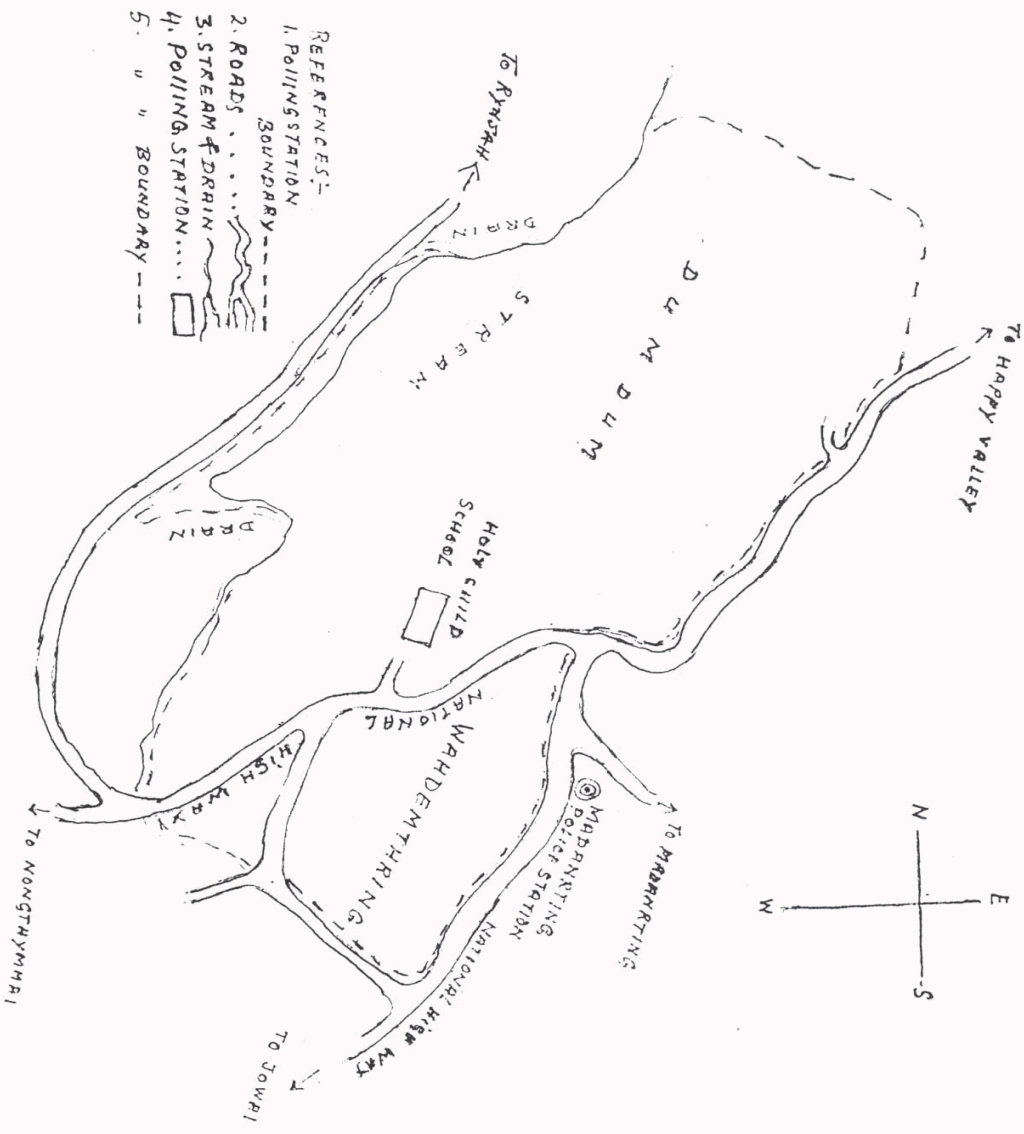 REFERENCES:-
1. POLLING STATION
BOUNDARY-----
2. ROADS.....
3. STREAM & DRAIN
4. POLLING STATION...
5. " " BOUNDARY---
TO RYNJAH
DRAIN
STREAM
DUMDUM
TO HAPPY VALLEY
DRAIN
HOLY CHILD
SCHOOL
NATIONAL
HIGH WAY
WAHDEMTHRING
MADANRTING
POLICE STATION
TO MADANRTING
NATIONAL HIGH WAY
TO NONGTHYMMAI
TO JOWAI
N
E
W
S